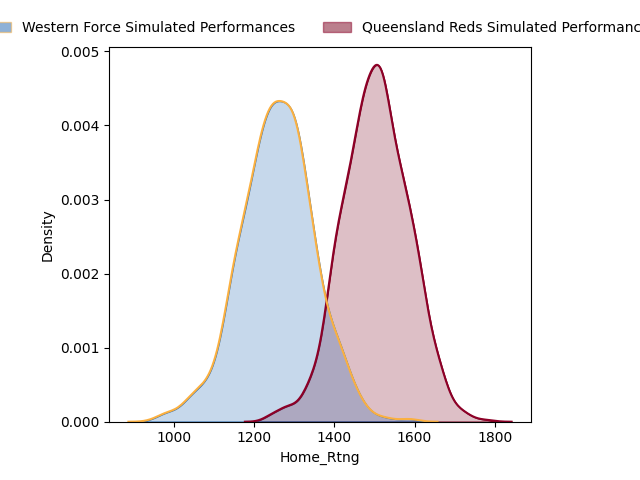 Western Force Simulated Performances Queensland Reds Simulated Performanc
0.005
0.004
0.003
0.002
0.001
0.000
Density
1000 1200 1400 1600 1800
Home_Rtng